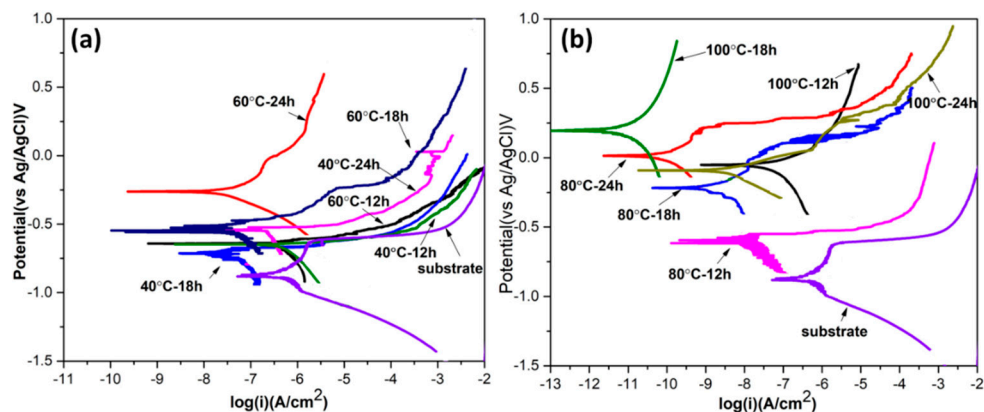 (a)
Potential(vs Ag/AgCl)V
1.0
0.5
0.0
-0.5
-1.0
-1.5
60°C-24h
60°C-18h
40°C-24h
60°C-12h
40°C-12h
substrate
40°C-18h
-11 -10 -9 -8 -7 -6 -5 -4 -3 -2
log(i)(A/cm²)
(b)
Potential(vs Ag/AgCl)V
1.0
0.5
0.0
-0.5
-1.0
-1.5
100°C-18h
100°C-12h
100°C-24h
80°C-24h
80°C-18h
80°C-12h
substrate
-13 -12 -11 -10 -9 -8 -7 -6 -5 -4 -3 -2
log(i)(A/cm²)